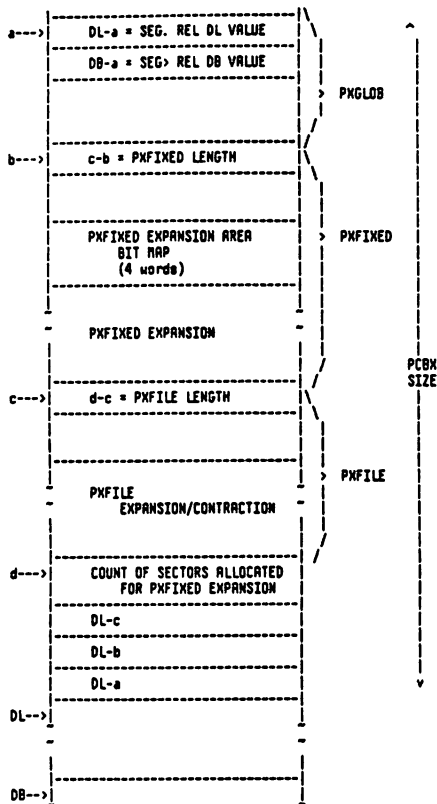 a---> DL-a = SEG. REL DL VALUE
DB-a = SEG> REL DB VALUE
> PXGLOB
b---> c-b = PXFIXED LENGTH
PXFIXED EXPANSION AREA > PXFIXED
BIT MAP
(4 words)
PXFIXED EXPANSION
PCBX
SIZE
c---> d-c = PXFILE LENGTH
> PXFILE
PXFILE
EXPANSION/CONTRACTION
d---> COUNT OF SECTORS ALLOCATED
FOR PXFIXED EXPANSION
DL-c
DL-b
DL-a
DL-->
DB-->